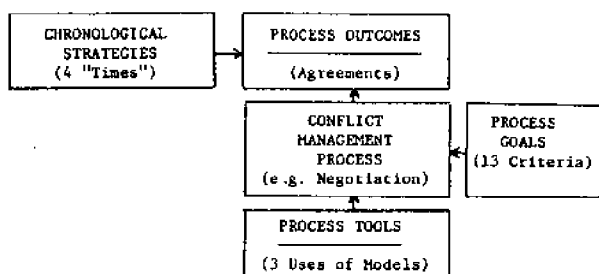 CHRONOLOGICAL
STRATEGIES
(4 "Times")
PROCESS OUTCOMES
(Agreements)
CONFLICT
MANAGEMENT
PROCESS
(e.g. Negotiation)
PROCESS
GOALS
(13 Criteria)
PROCESS TOOLS
(3 Uses of Models)